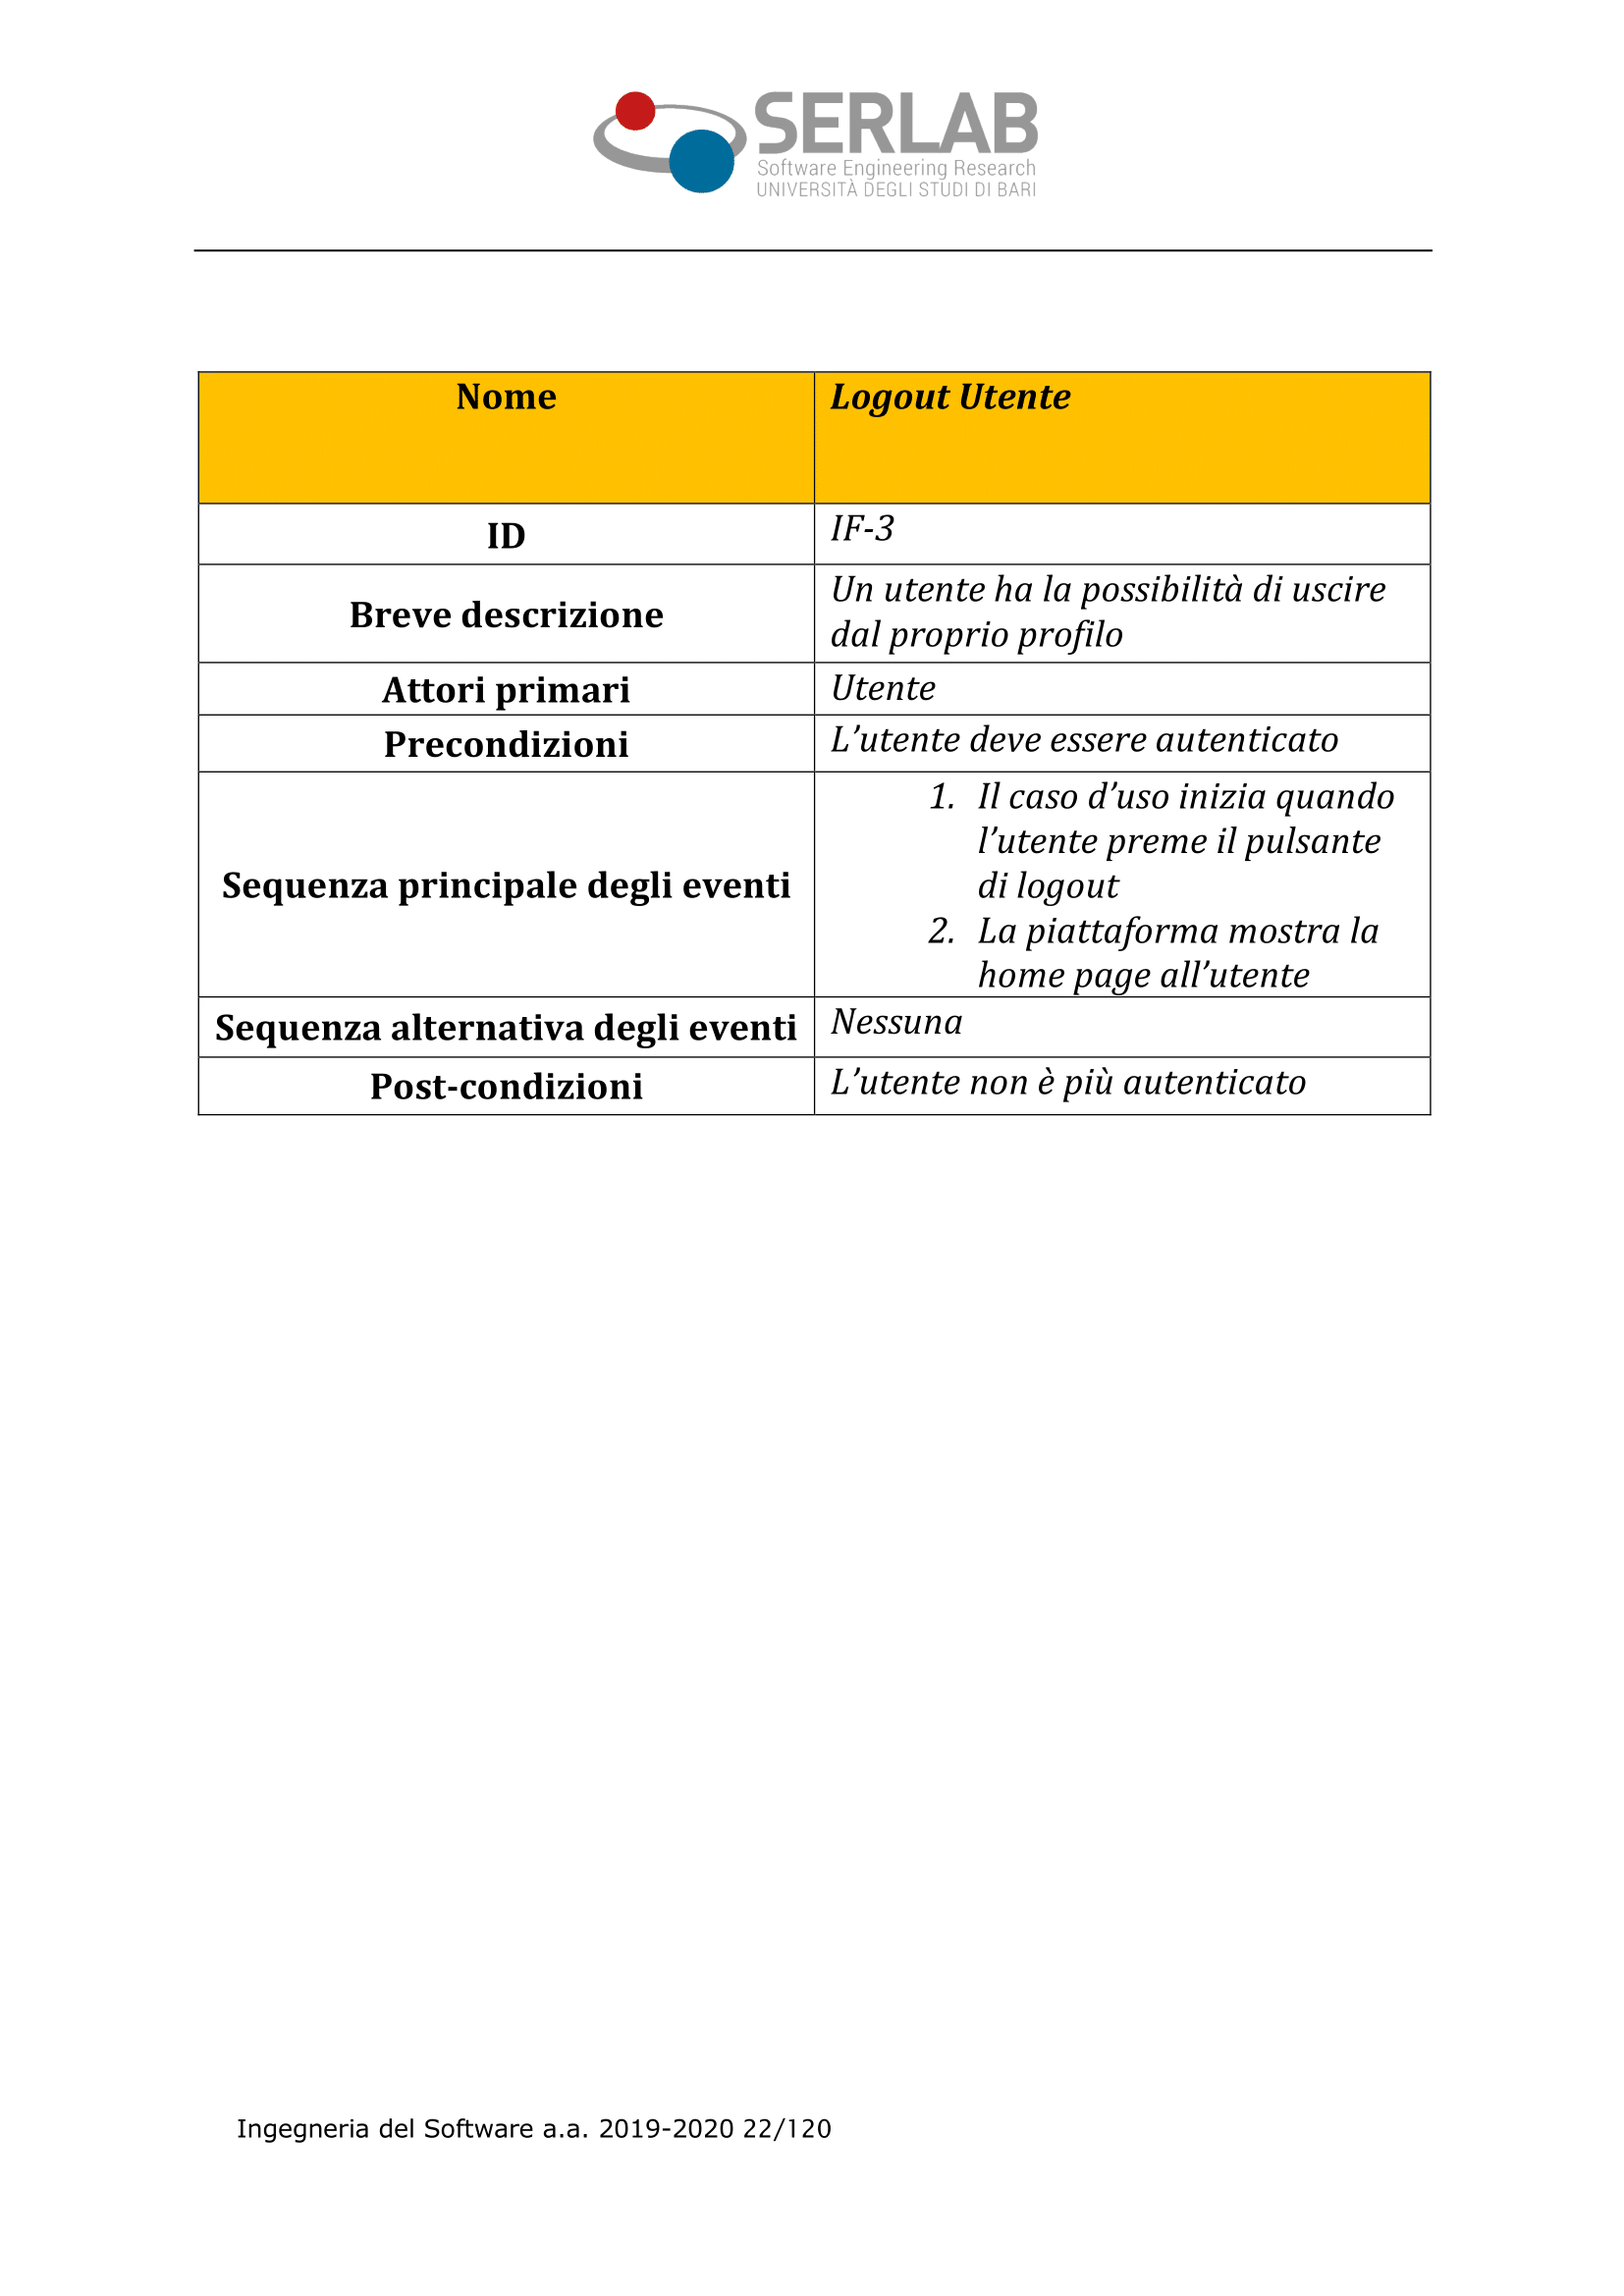 SERLAB
Software Engineering Research
UNIVERSITÀ DEGLI STUDI DI BARI
Nome
Logout Utente
ID
IF-3
Breve descrizione
Un utente ha la possibilità di uscire
dal proprio profilo
Attori primari
Utente
Precondizioni
L’utente deve essere autenticato
Sequenza principale degli eventi
1. Il caso d’uso inizia quando
l’utente preme il pulsante
di logout
2. La piattaforma mostra la
home page all’utente
Sequenza alternativa degli eventi
Nessuna
Post-condizioni
L’utente non è più autenticato
Ingegneria del Software a.a. 2019-2020 22/120